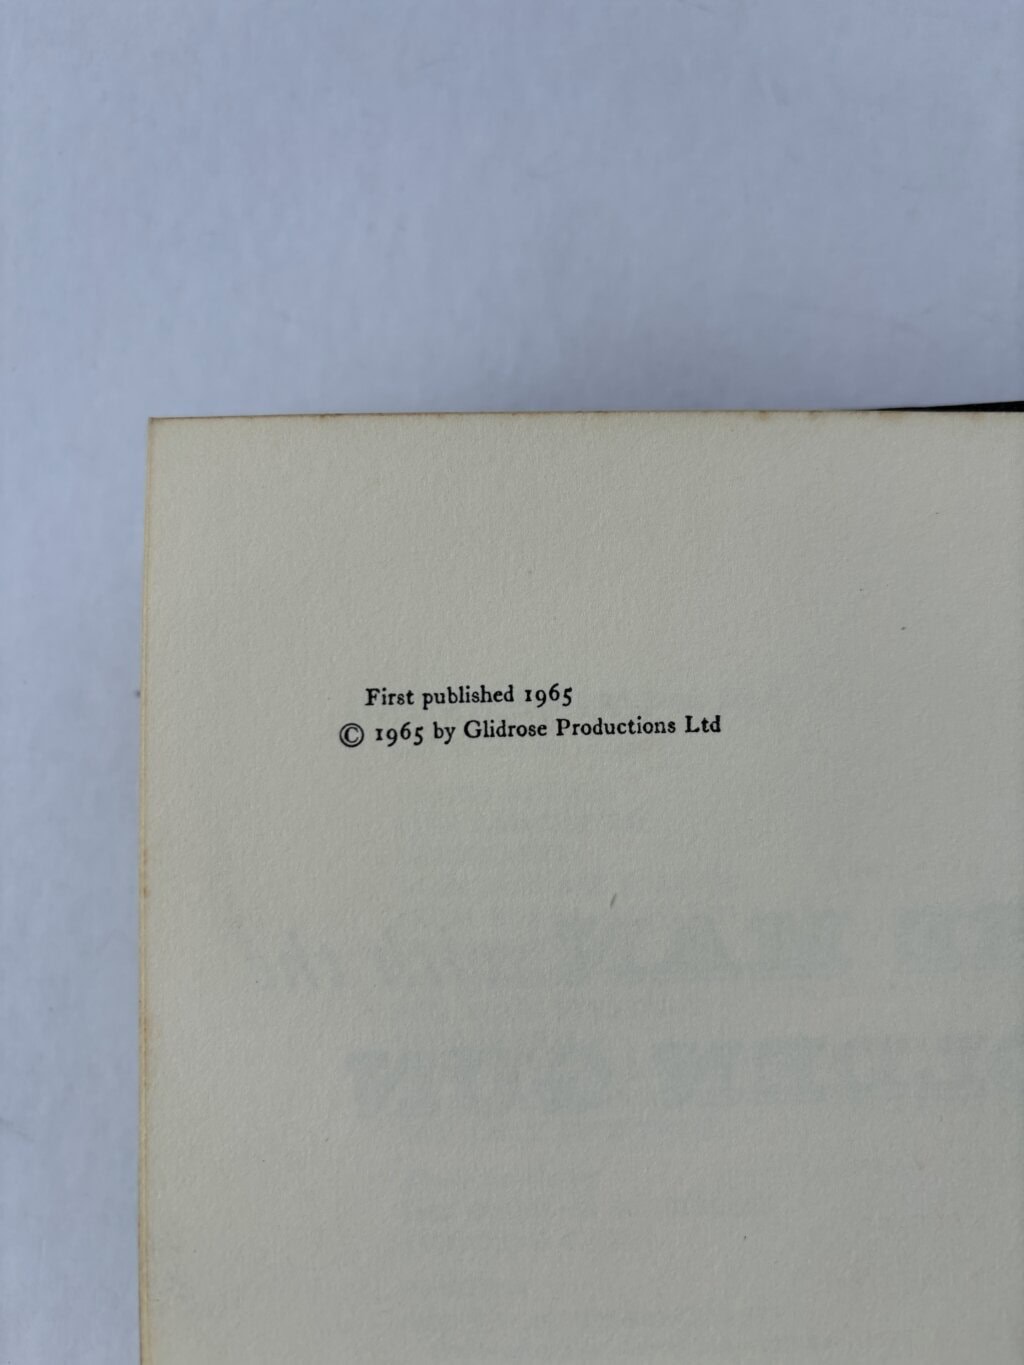 First published 1965
© 1965 by Glidrose Productions Ltd